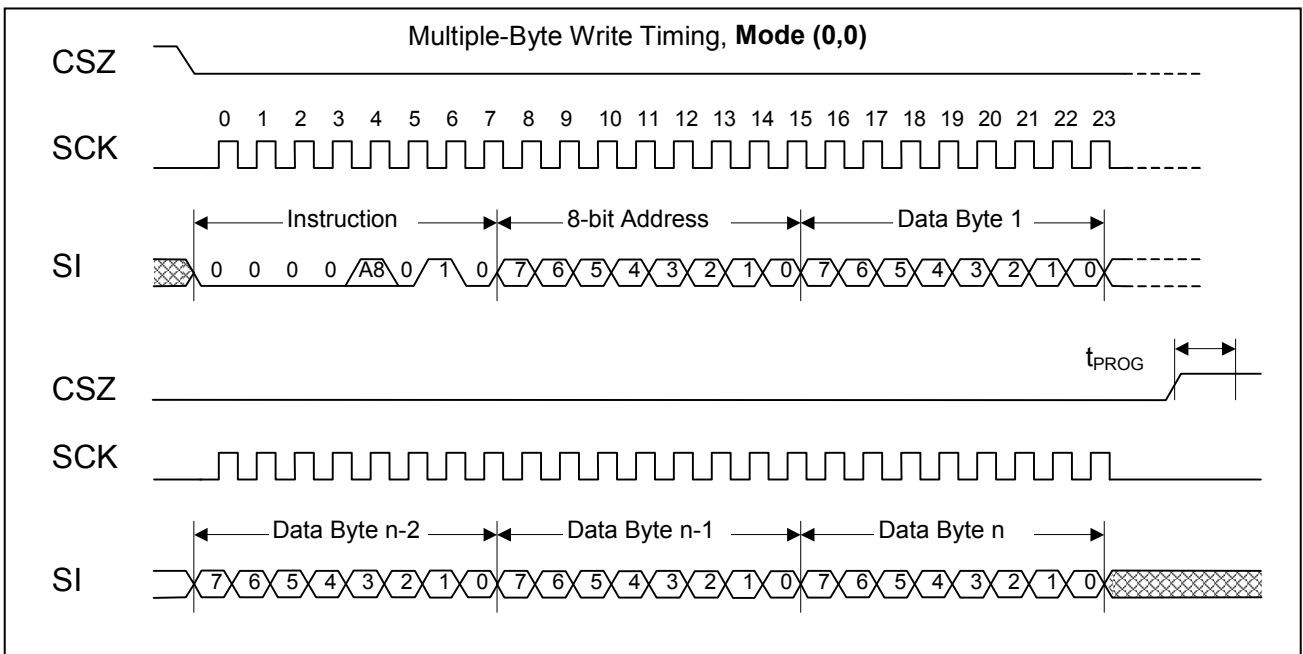 Multiple-Byte Write Timing, Mode (0,0)
CSZ
0 1 2 3 4 5 6 7 8 9 10 11 12 13 14 15 16 17 18 19 20 21 22 23
SCK
Instruction 8-bit Address Data Byte 1
SI 0 0 0 0 A8 0 1 0 7 6 5 4 3 2 1 0 7 6 5 4 3 2 1 0
tPROG
CSZ
SCK
Data Byte n-2 Data Byte n-1 Data Byte n
SI 7 6 5 4 3 2 1 0 7 6 5 4 3 2 1 0 7 6 5 4 3 2 1 0